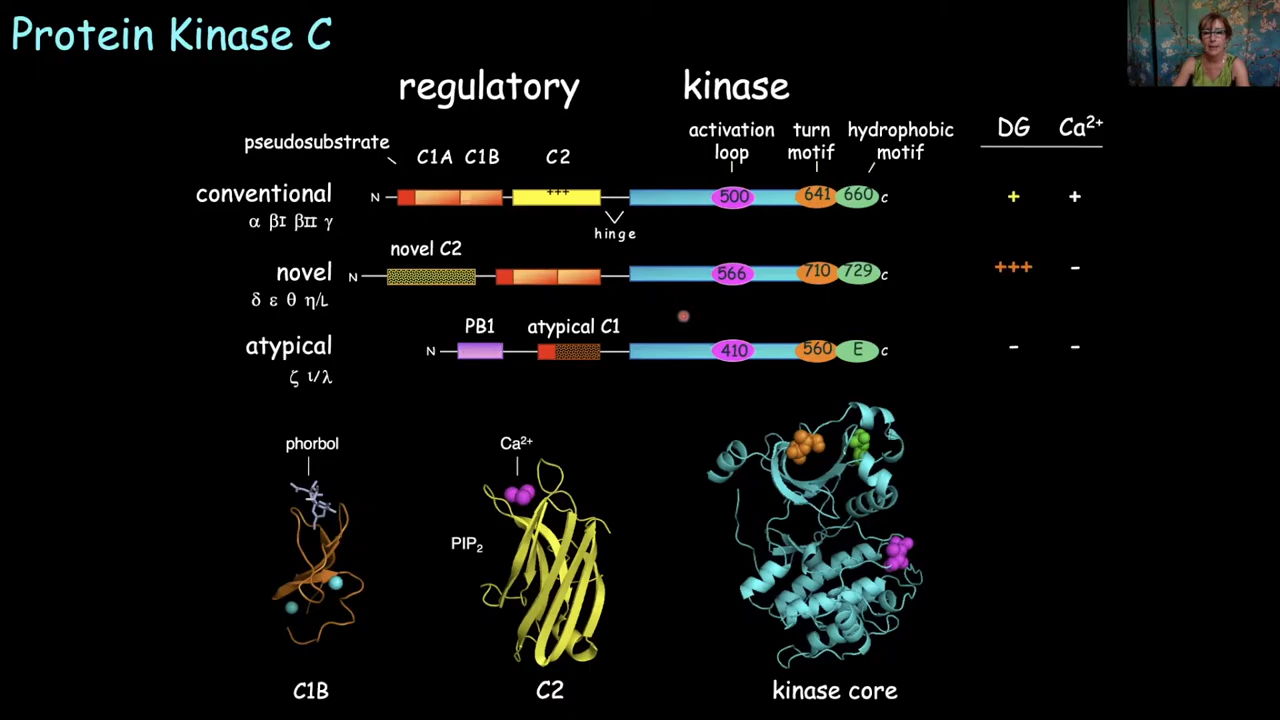 Protein Kinase C
regulatory kinase
pseudosubstrate C1A C1B C2 activation loop turn motif hydrophobic motif DG Ca²⁺
conventional N +++ 500 641 660 c + +
α βI βII γ hinge
novel C2
novel N 566 710 729 c +++ -
δ ε θ η/L
PB1 atypical C1
atypical N 410 560 E c - -
ζ ι/λ
phorbol Ca²⁺
PIP₂
C1B C2 kinase core